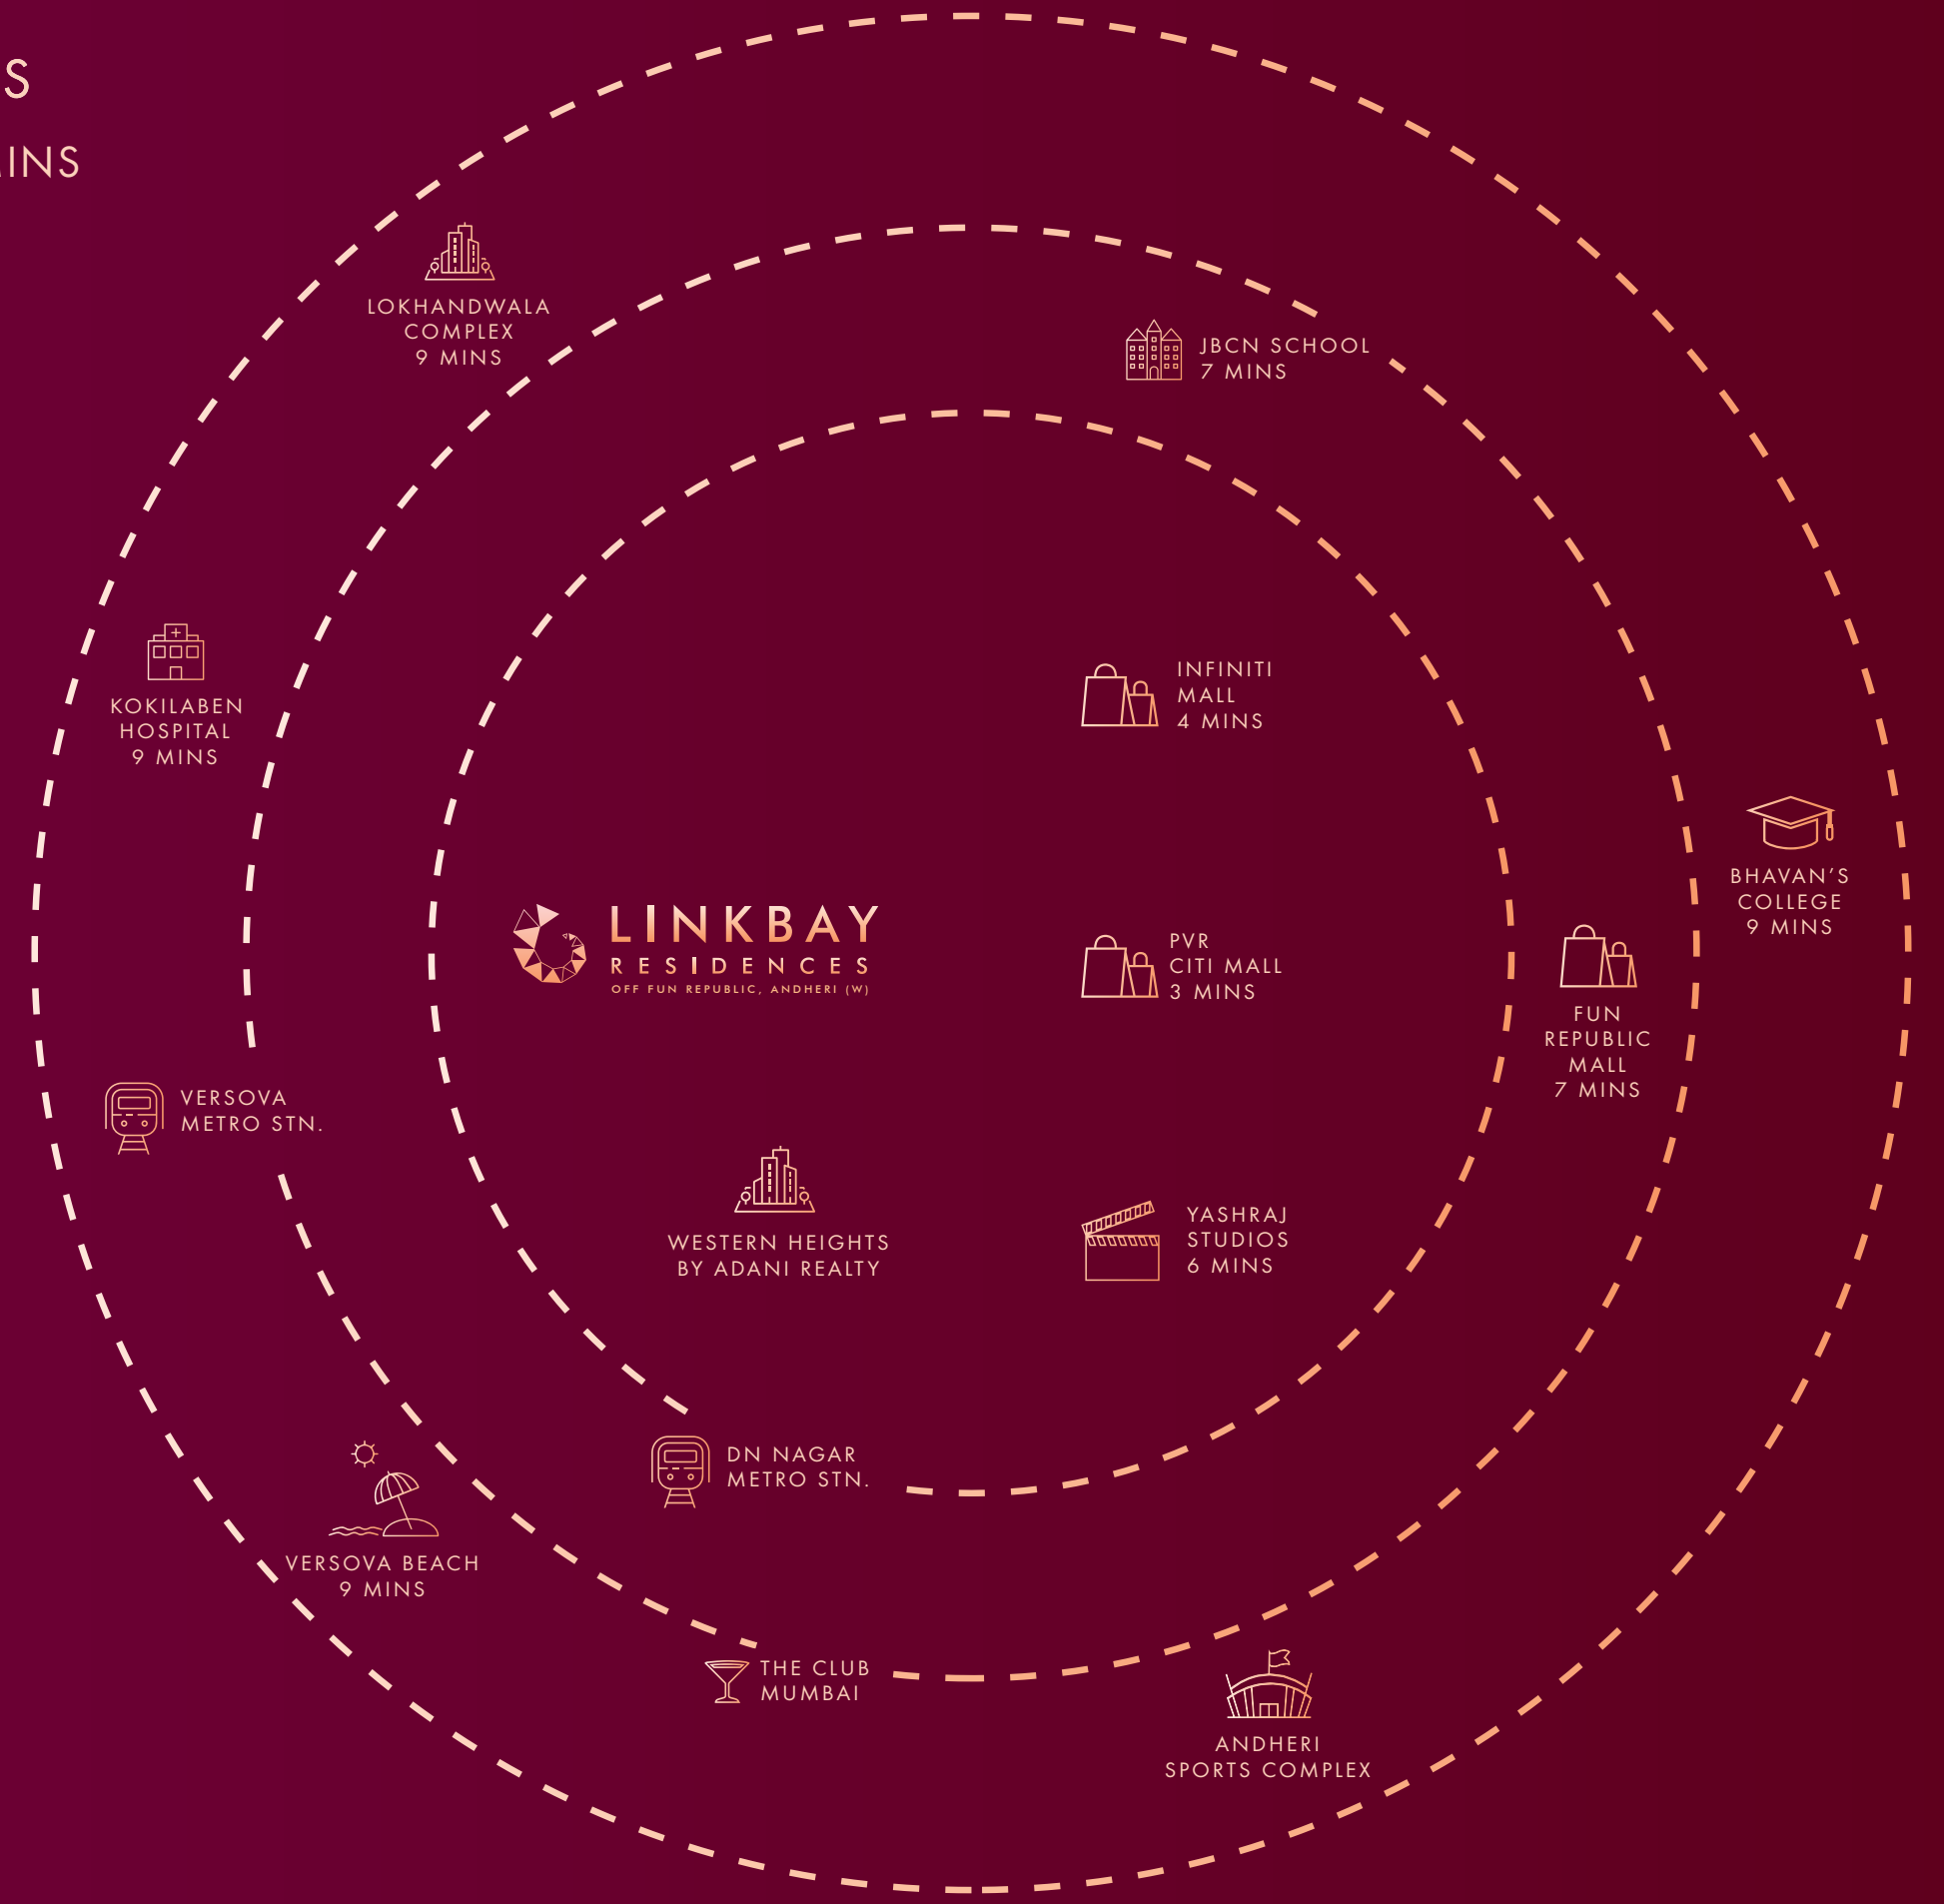 S
INS
LOKHANDWALA
COMPLEX
9 MINS
JBCN SCHOOL
7 MINS
KOKILABEN
HOSPITAL
9 MINS
INFINITI
MALL
4 MINS
BHAVAN'S
COLLEGE
9 MINS
LINKBAY
RESIDENCES
OFF FUN REPUBLIC, ANDHERI (W)
PVR
CITI MALL
3 MINS
FUN
REPUBLIC
MALL
7 MINS
VERSOVA
METRO STN.
WESTERN HEIGHTS
BY ADANI REALTY
YASHRAJ
STUDIOS
6 MINS
DN NAGAR
METRO STN.
VERSOVA BEACH
9 MINS
THE CLUB
MUMBAI
ANDHERI
SPORTS COMPLEX